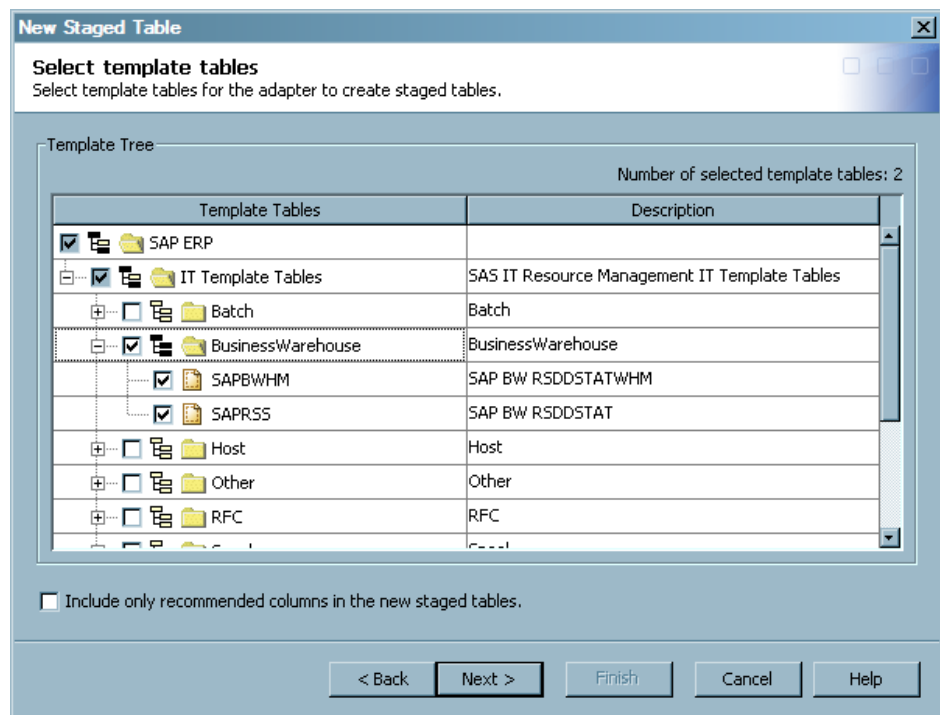 New Staged Table
Select template tables
Select template tables for the adapter to create staged tables.
Template Tree
Number of selected template tables: 2
Template Tables Description
SAP ERP
IT Template Tables SAS IT Resource Management IT Template Tables
Batch Batch
BusinessWarehouse BusinessWarehouse
SAPBWHM SAP BW RSDDSTATWHM
SAPRSS SAP BW RSDDSTAT
Host Host
Other Other
RFC RFC
Include only recommended columns in the new staged tables.
< Back Next > Finish Cancel Help